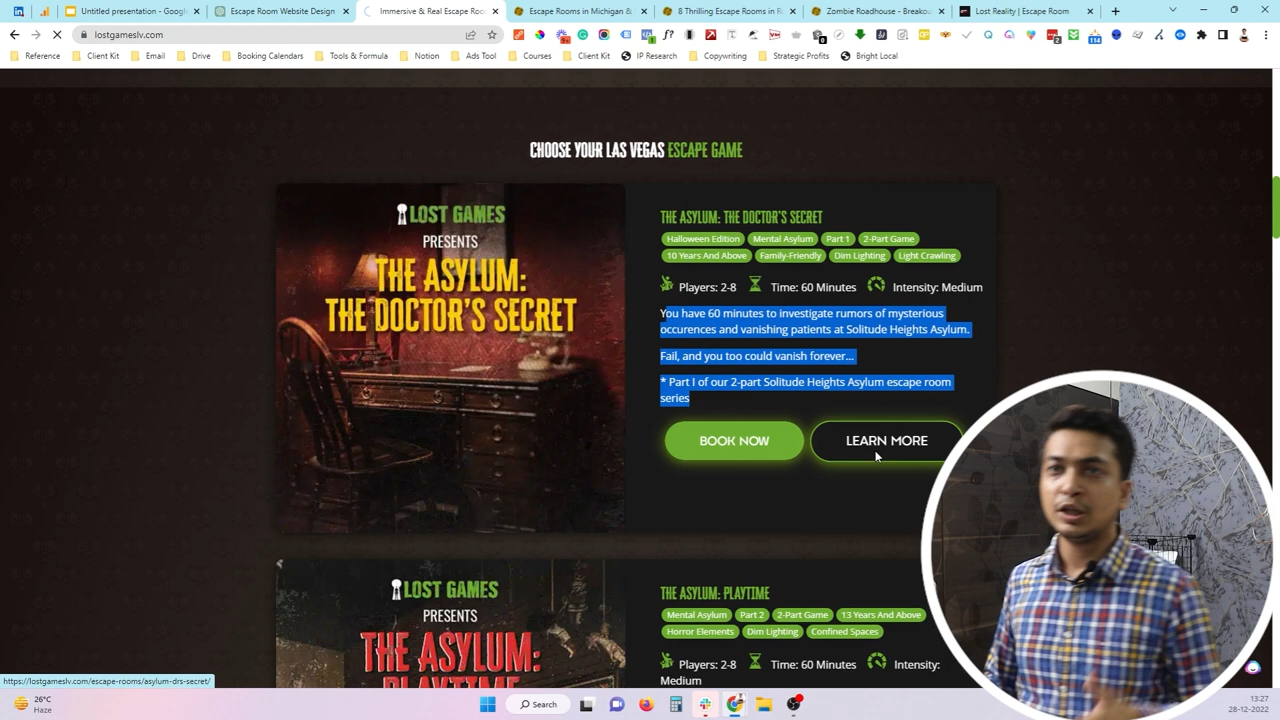 Untitled presentation - Googl
Escape Room Website Design
Immersive & Real Escape Roo
Escape Rooms in Michigan &
8 Thrilling Escape Rooms in R
Zombie Roadhouse - Breakou
Lost Reality | Escape Room
lostgameslv.com
Reference
Client Kit
Email
Drive
Booking Calendars
Tools & Formula
Notion
Ads Tool
Courses
Client Kit
IP Research
Copywriting
Strategic Profits
Bright Local
CHOOSE YOUR LAS VEGAS ESCAPE GAME
LOST GAMES
PRESENTS
THE ASYLUM:
THE DOCTOR'S SECRET
THE ASYLUM: THE DOCTOR'S SECRET
Halloween Edition Mental Asylum Part 1 2-Part Game
10 Years And Above Family-Friendly Dim Lighting Light Crawling
Players: 2-8 Time: 60 Minutes Intensity: Medium
You have 60 minutes to investigate rumors of mysterious
occurences and vanishing patients at Solitude Heights Asylum.
Fail, and you too could vanish forever...
* Part I of our 2-part Solitude Heights Asylum escape room
series
BOOK NOW LEARN MORE
LOST GAMES
PRESENTS
THE ASYLUM:
PLAYTIME
THE ASYLUM: PLAYTIME
Mental Asylum Part 2 2-Part Game 13 Years And Above
Horror Elements Dim Lighting Confined Spaces
Players: 2-8 Time: 60 Minutes Intensity:
Medium
https://lostgameslv.com/escape-rooms/asylum-drs-secret/
26°C
Haze
Search
13:27
28-12-2022